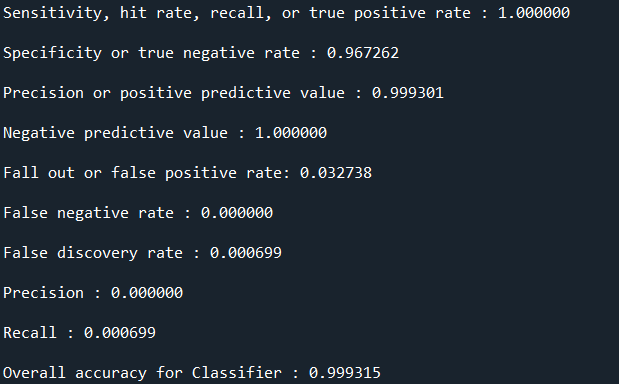 Sensitivity, hit rate, recall, or true positive rate : 1.000000
Specificity or true negative rate : 0.967262
Precision or positive predictive value : 0.999301
Negative predictive value : 1.000000
Fall out or false positive rate: 0.032738
False negative rate : 0.000000
False discovery rate : 0.000699
Precision : 0.000000
Recall : 0.000699
Overall accuracy for Classifier : 0.999315